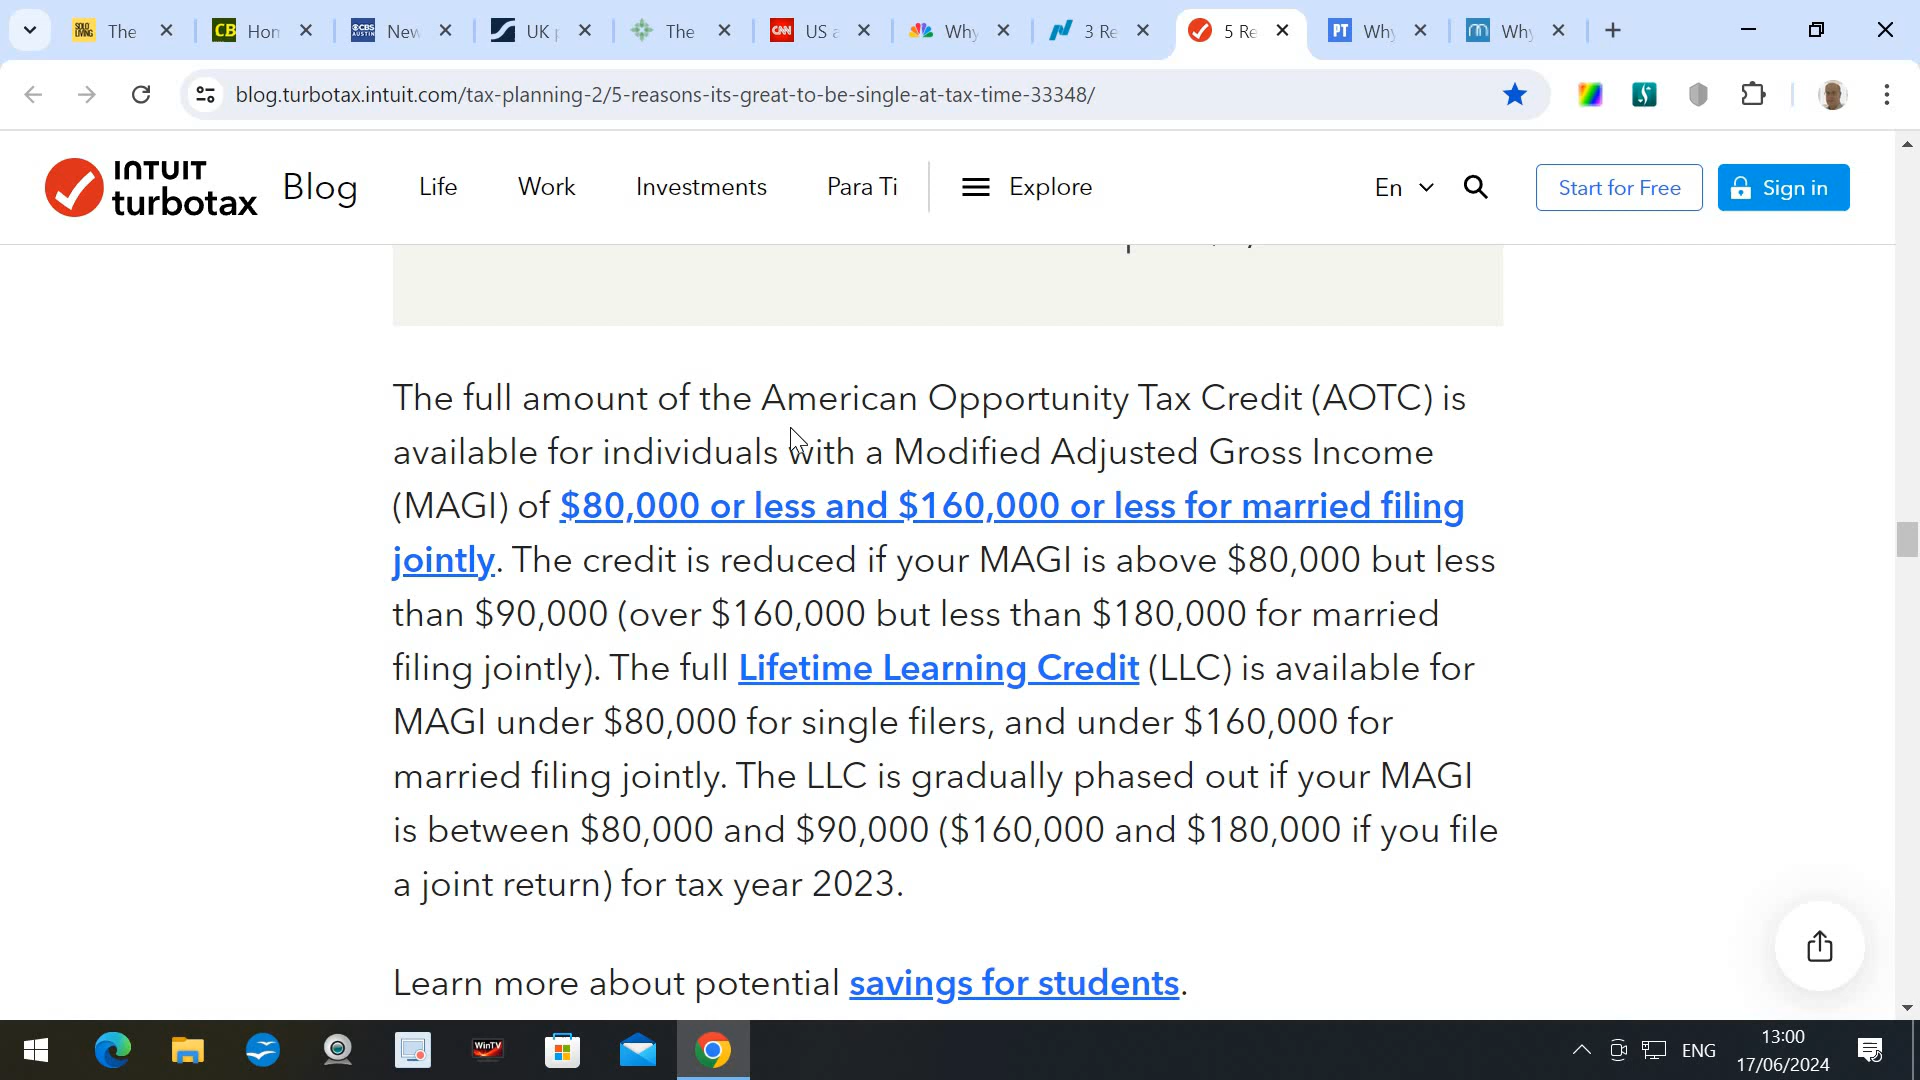 The
Hon
New
UK
The
US a
Why
3 Re
5 Re
Why
Why
blog.turbotax.intuit.com/tax-planning-2/5-reasons-its-great-to-be-single-at-tax-time-33348/
INTUIT turbotax Blog Life Work Investments Para Ti Explore En Start for Free Sign in
The full amount of the American Opportunity Tax Credit (AOTC) is
available for individuals with a Modified Adjusted Gross Income
(MAGI) of $80,000 or less and $160,000 or less for married filing
jointly. The credit is reduced if your MAGI is above $80,000 but less
than $90,000 (over $160,000 but less than $180,000 for married
filing jointly). The full Lifetime Learning Credit (LLC) is available for
MAGI under $80,000 for single filers, and under $160,000 for
married filing jointly. The LLC is gradually phased out if your MAGI
is between $80,000 and $90,000 ($160,000 and $180,000 if you file
a joint return) for tax year 2023.
Learn more about potential savings for students.
WinTV
ENG
13:00
17/06/2024